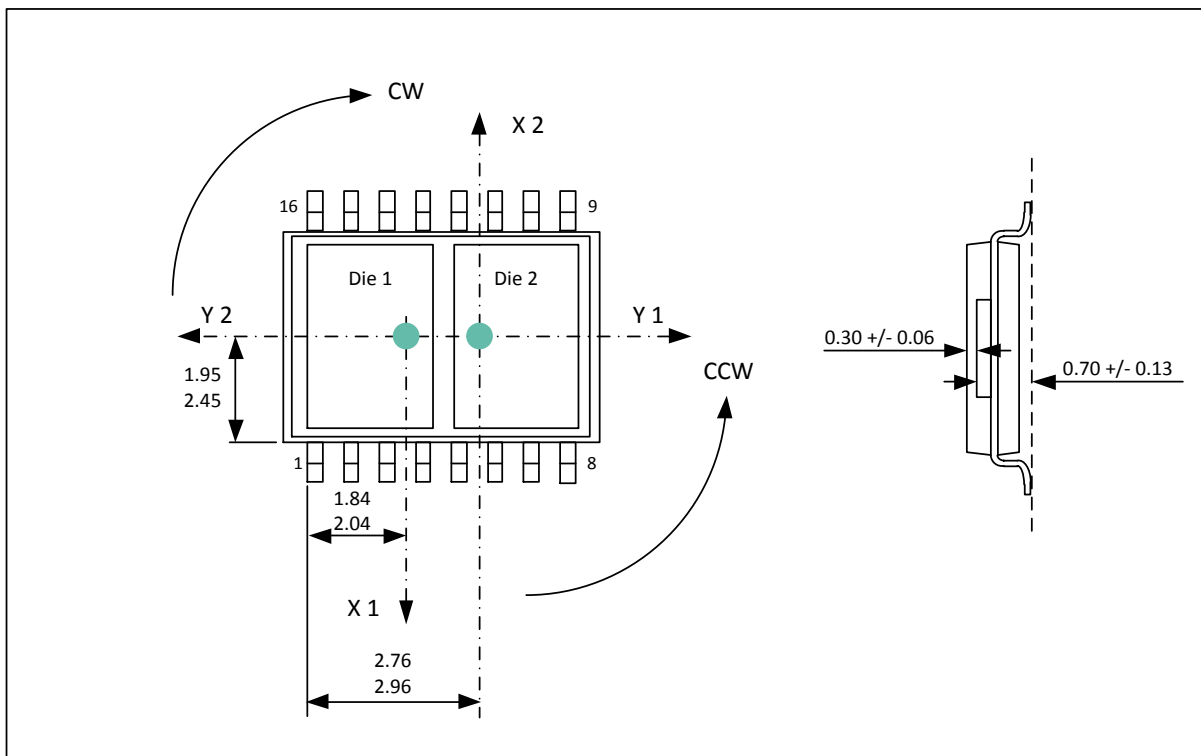 CW
X 2
16
9
Die 1
Die 2
Y 2
Y 1
1.95
2.45
CCW
0.30 +/- 0.06
0.70 +/- 0.13
1
8
1.84
2.04
X 1
2.76
2.96